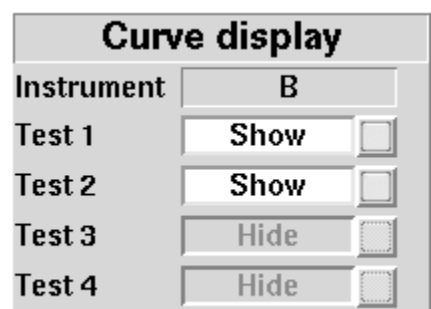 Curve display
Instrument B
Test 1 Show
Test 2 Show
Test 3 Hide
Test 4 Hide